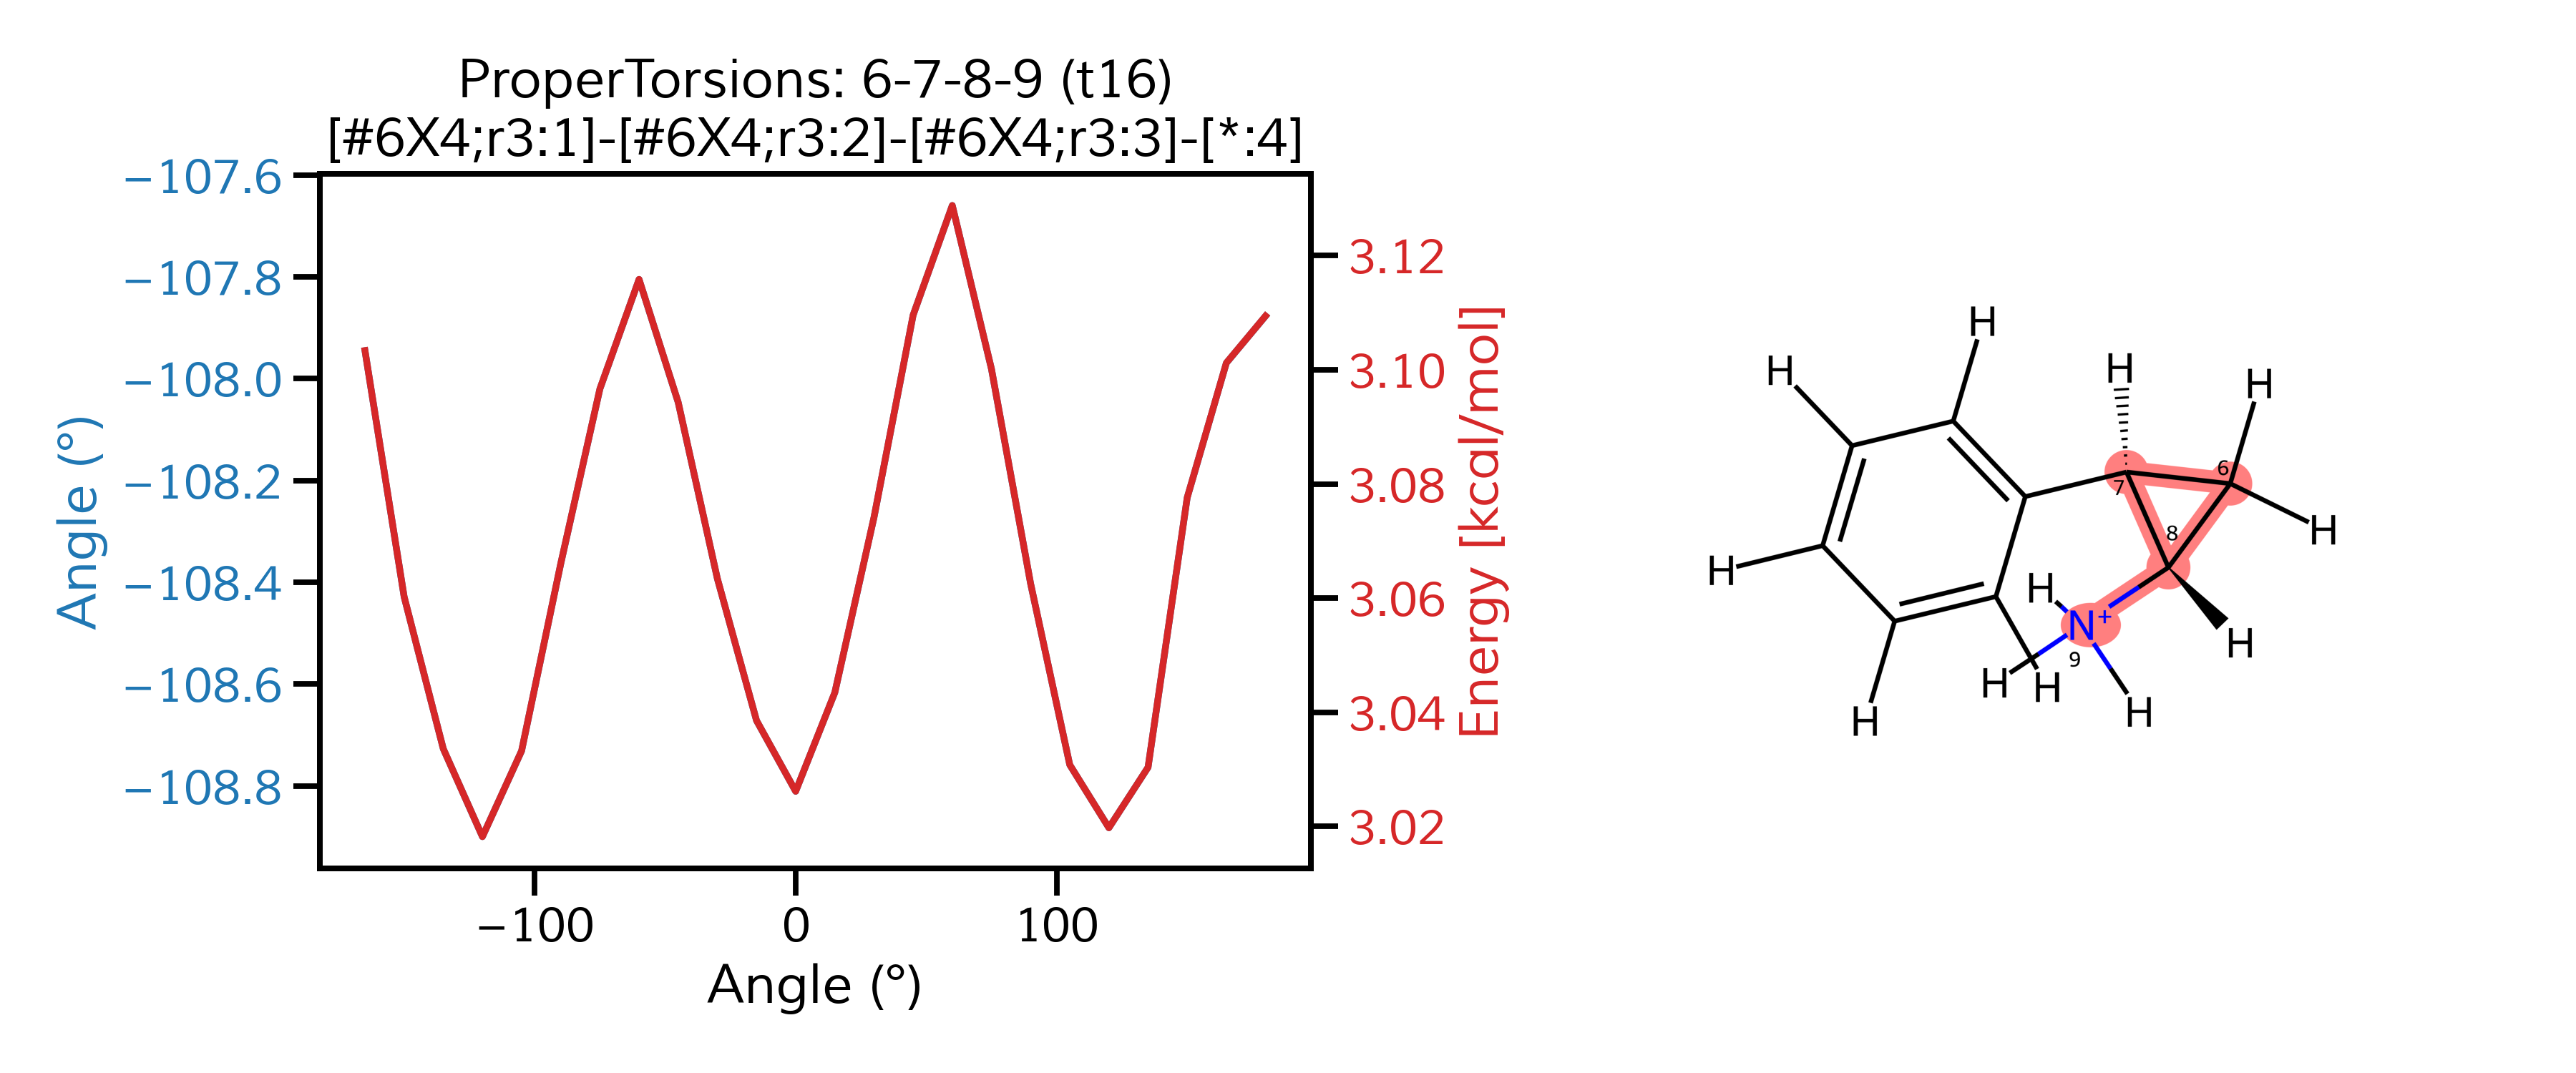 ProperTorsions: 6-7-8-9 (t16)
[#6X4;r3:1]-[#6X4;r3:2]-[#6X4;r3:3]-[*:4]
−107.6
−107.8
−108.0
−108.2
−108.4
−108.6
−108.8
Angle (°)
3.12
3.10
3.08
3.06
3.04
3.02
Energy [kcal/mol]
−100
0
100
Angle (°)
H
H
H
H
H
6
7
H
8
H
H
N+
H
9
H
H
H
H